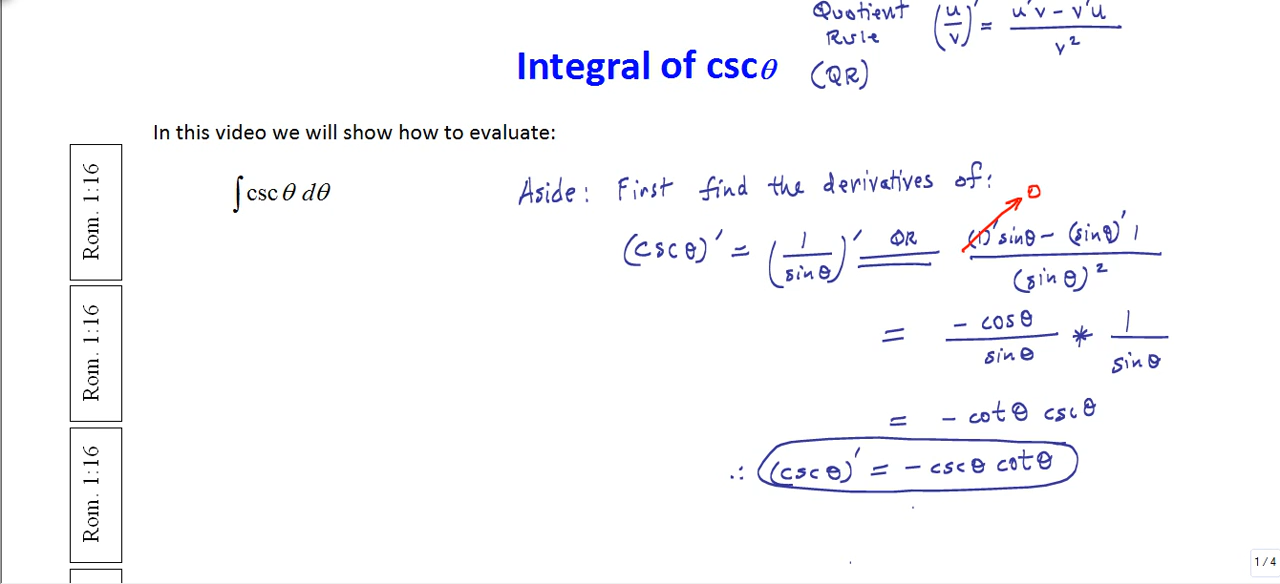 Quotient Rule (QR) (u/v)' = (u'v - v'u)/v²
Integral of cscθ
In this video we will show how to evaluate:
∫cscθ dθ
Aside: First find the derivatives of:
0
(cscθ)' = (1/sinθ)' QR= ((1)'sinθ - (sinθ)' 1)/(sinθ)²
= -cosθ/sinθ * 1/sinθ
= - cotθ cscθ
∴ (cscθ)' = - cscθ cotθ
Rom. 1:16
Rom. 1:16
Rom. 1:16
1/4